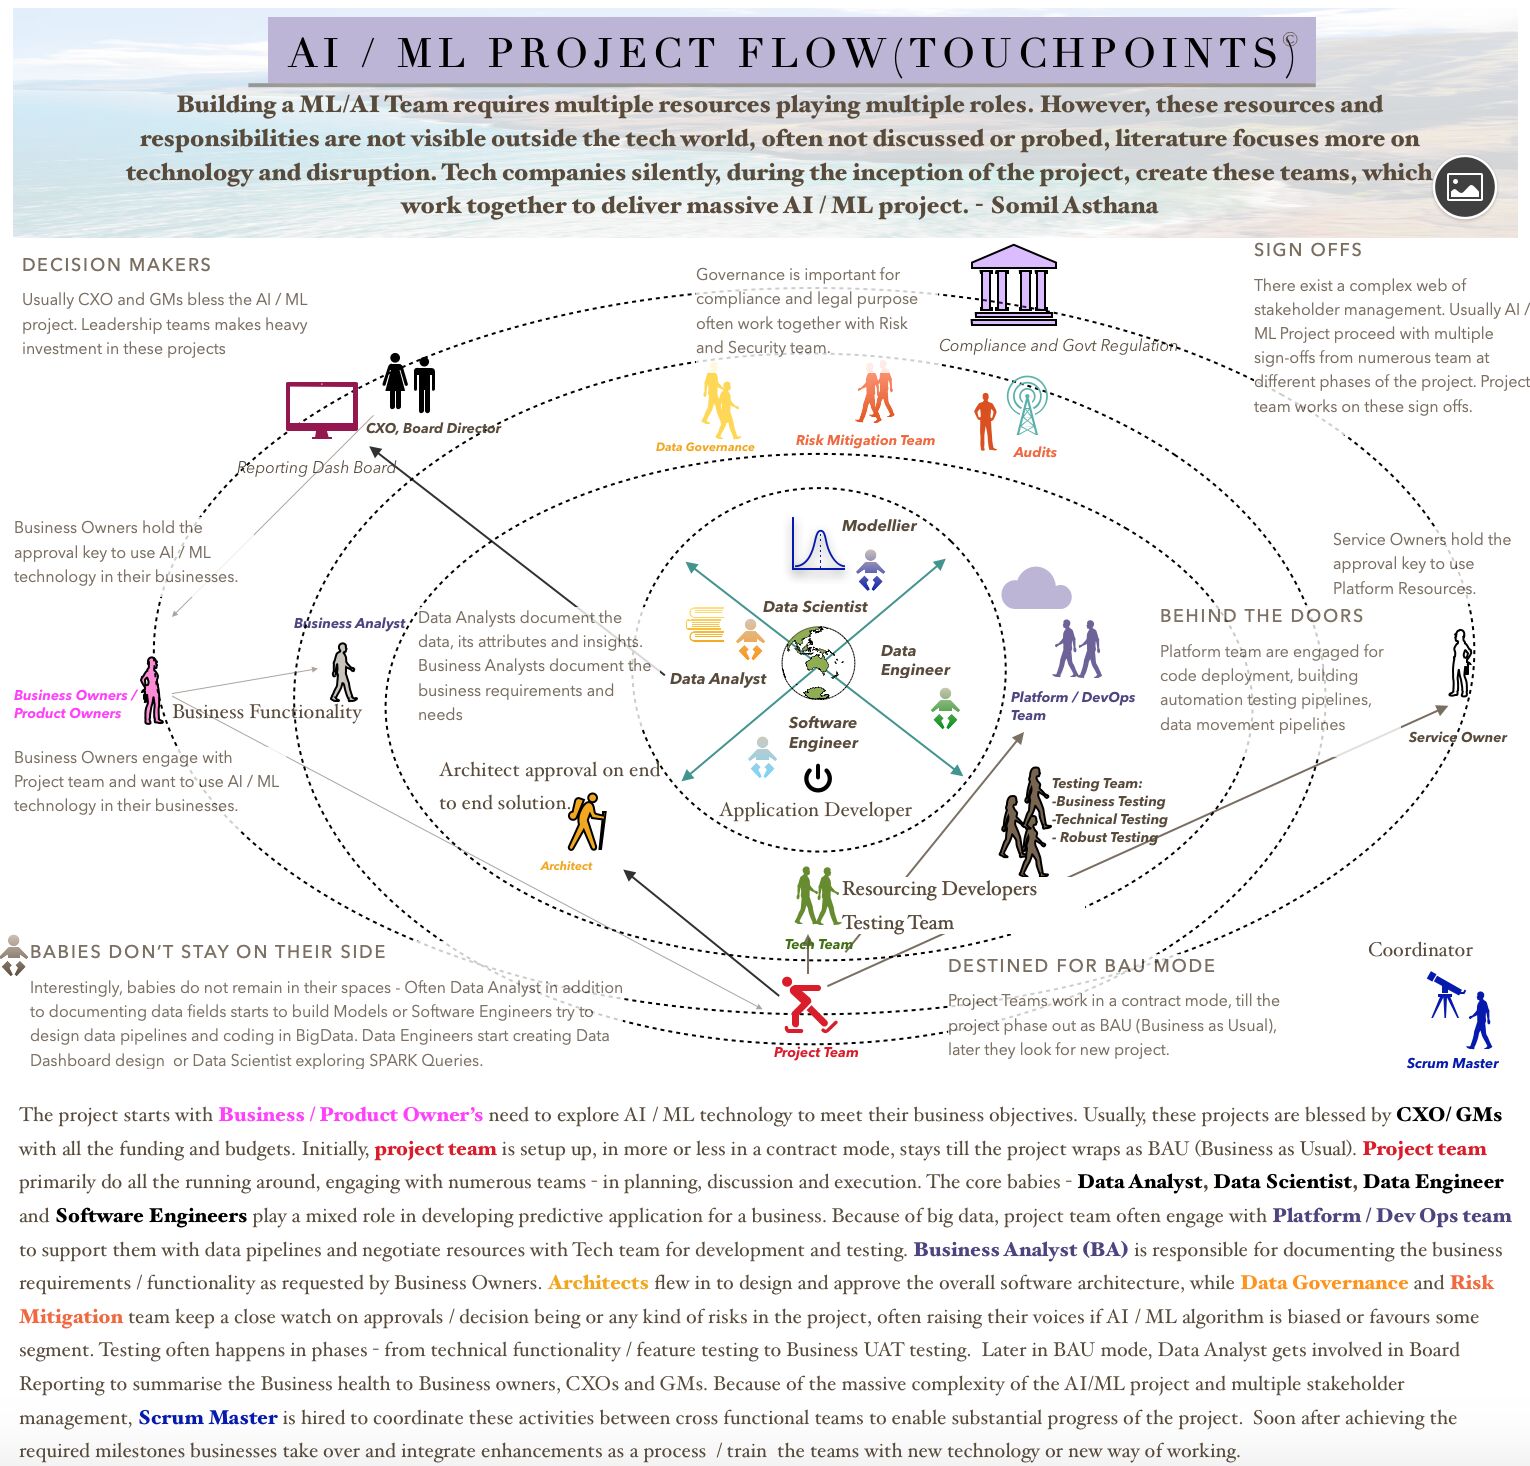 AI / ML PROJECT FLOW(TOUCHPOINTS)©
Building a ML/AI Team requires multiple resources playing multiple roles. However, these resources and
responsibilities are not visible outside the tech world, often not discussed or probed, literature focuses more on
technology and disruption. Tech companies silently, during the inception of the project, create these teams, which
work together to deliver massive AI / ML project. - Somil Asthana
DECISION MAKERS
Usually CXO and GMs bless the AI / ML
project. Leadership teams makes heavy
investment in these projects
Governance is important for
compliance and legal purpose
often work together with Risk
and Security team.
Compliance and Govt Regulation
SIGN OFFS
There exist a complex web of
stakeholder management. Usually AI /
ML Project proceed with multiple
sign-offs from numerous team at
different phases of the project. Project
team works on these sign offs.
CXO, Board Director
Reporting Dash Board
Data Governance
Risk Mitigation Team
Audits
Business Owners hold the
approval key to use AI / ML
technology in their businesses.
Modellier
Data Scientist
Service Owners hold the
approval key to use
Platform Resources.
Business Analyst
Data Analysts document the
data, its attributes and insights.
Business Analysts document the
business requirements and
needs
Data Analyst
Data
Engineer
Software
Engineer
Application Developer
Platform / DevOps
Team
BEHIND THE DOORS
Platform team are engaged for
code deployment, building
automation testing pipelines,
data movement pipelines
Service Owner
Business Owners /
Product Owners
Business Functionality
Business Owners engage with
Project team and want to use AI / ML
technology in their businesses.
Architect approval on end
to end solution.
Architect
Testing Team:
-Business Testing
-Technical Testing
- Robust Testing
Resourcing Developers
Testing Team
Tech Team
BABIES DON'T STAY ON THEIR SIDE
Interestingly, babies do not remain in their spaces - Often Data Analyst in addition
to documenting data fields starts to build Models or Software Engineers try to
design data pipelines and coding in BigData. Data Engineers start creating Data
Dashboard design or Data Scientist exploring SPARK Queries.
Project Team
DESTINED FOR BAU MODE
Project Teams work in a contract mode, till the
project phase out as BAU (Business as Usual),
later they look for new project.
Coordinator
Scrum Master
The project starts with Business / Product Owner's need to explore AI / ML technology to meet their business objectives. Usually, these projects are blessed by CXO/ GMs
with all the funding and budgets. Initially, project team is setup up, in more or less in a contract mode, stays till the project wraps as BAU (Business as Usual). Project team
primarily do all the running around, engaging with numerous teams - in planning, discussion and execution. The core babies - Data Analyst, Data Scientist, Data Engineer
and Software Engineers play a mixed role in developing predictive application for a business. Because of big data, project team often engage with Platform / Dev Ops team
to support them with data pipelines and negotiate resources with Tech team for development and testing. Business Analyst (BA) is responsible for documenting the business
requirements / functionality as requested by Business Owners. Architects flew in to design and approve the overall software architecture, while Data Governance and Risk
Mitigation team keep a close watch on approvals / decision being or any kind of risks in the project, often raising their voices if AI / ML algorithm is biased or favours some
segment. Testing often happens in phases - from technical functionality / feature testing to Business UAT testing. Later in BAU mode, Data Analyst gets involved in Board
Reporting to summarise the Business health to Business owners, CXOs and GMs. Because of the massive complexity of the AI/ML project and multiple stakeholder
management, Scrum Master is hired to coordinate these activities between cross functional teams to enable substantial progress of the project. Soon after achieving the
required milestones businesses take over and integrate enhancements as a process / train the teams with new technology or new way of working.